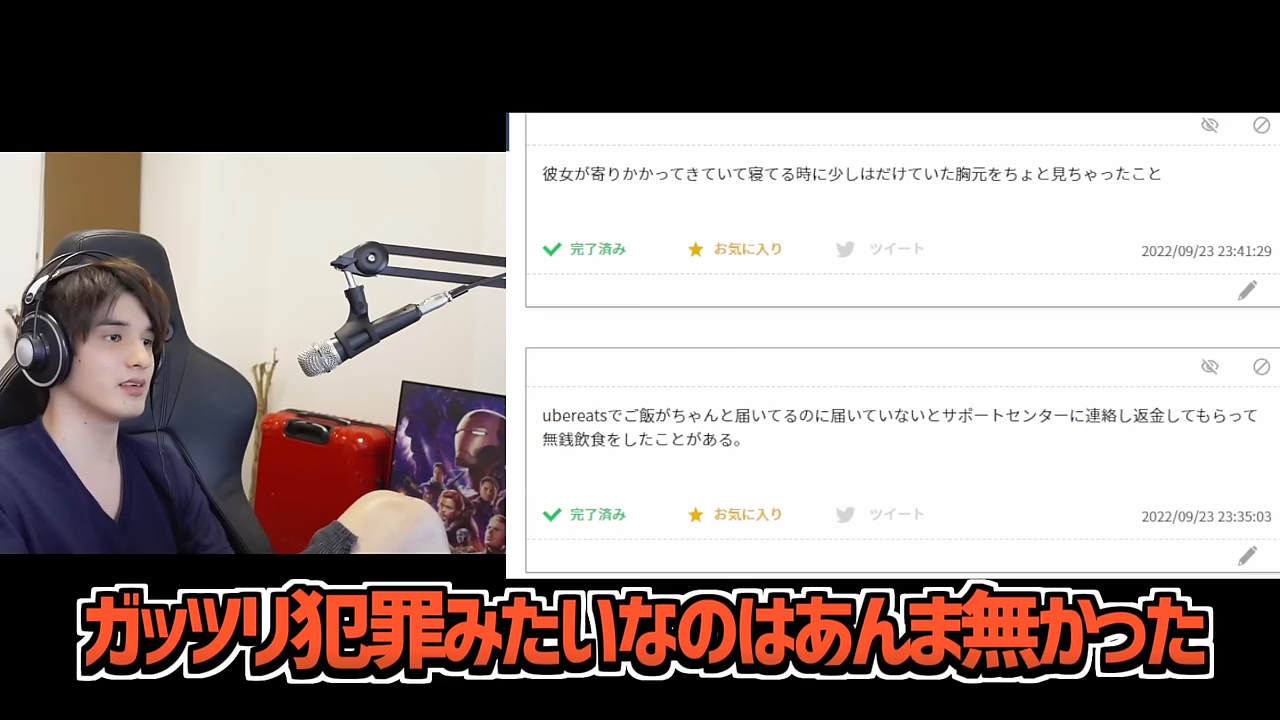 彼女が寄りかかってきていて寝てる時に少しはだけていた胸元をちょと見ちゃったこと
完了済み
お気に入り
ツイート
2022/09/23 23:41:29
ubereatsでご飯がちゃんと届いてるのに届いていないとサポートセンターに連絡し返金してもらって
無銭飲食をしたことがある。
完了済み
お気に入り
ツイート
2022/09/23 23:35:03
ガッツリ犯罪みたいなのはあんま無かった